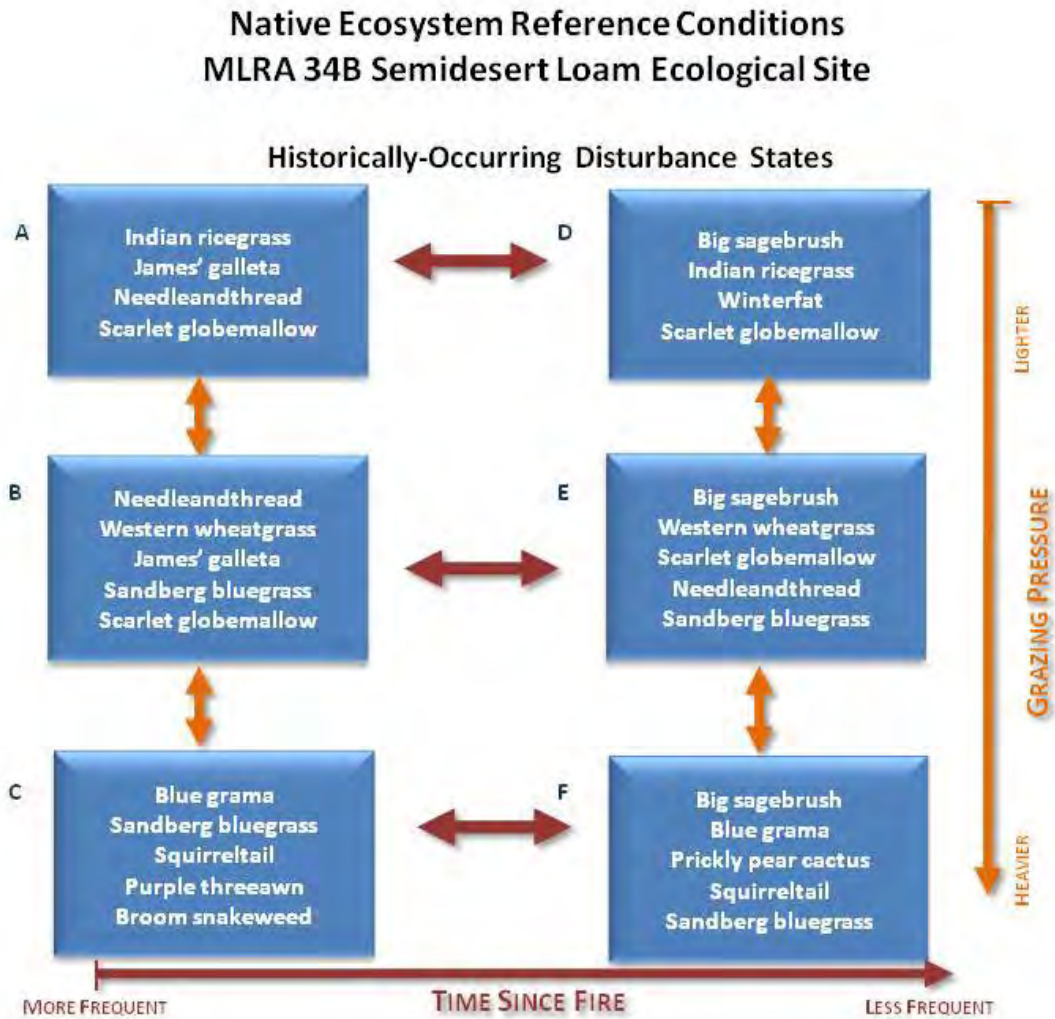 Native Ecosystem Reference Conditions
MLRA 34B Semidesert Loam Ecological Site
Historically-Occurring Disturbance States
A
Indian ricegrass
James' galleta
Needleandthread
Scarlet globemallow
D
Big sagebrush
Indian ricegrass
Winterfat
Scarlet globemallow
B
Needleandthread
Western wheatgrass
James' galleta
Sandberg bluegrass
Scarlet globemallow
E
Big sagebrush
Western wheatgrass
Scarlet globemallow
Needleandthread
Sandberg bluegrass
C
Blue grama
Sandberg bluegrass
Squirreltail
Purple threeawn
Broom snakeweed
F
Big sagebrush
Blue grama
Prickly pear cactus
Squirreltail
Sandberg bluegrass
LIGHTER
GRAZING PRESSURE
HEAVIER
MORE FREQUENT
TIME SINCE FIRE
LESS FREQUENT